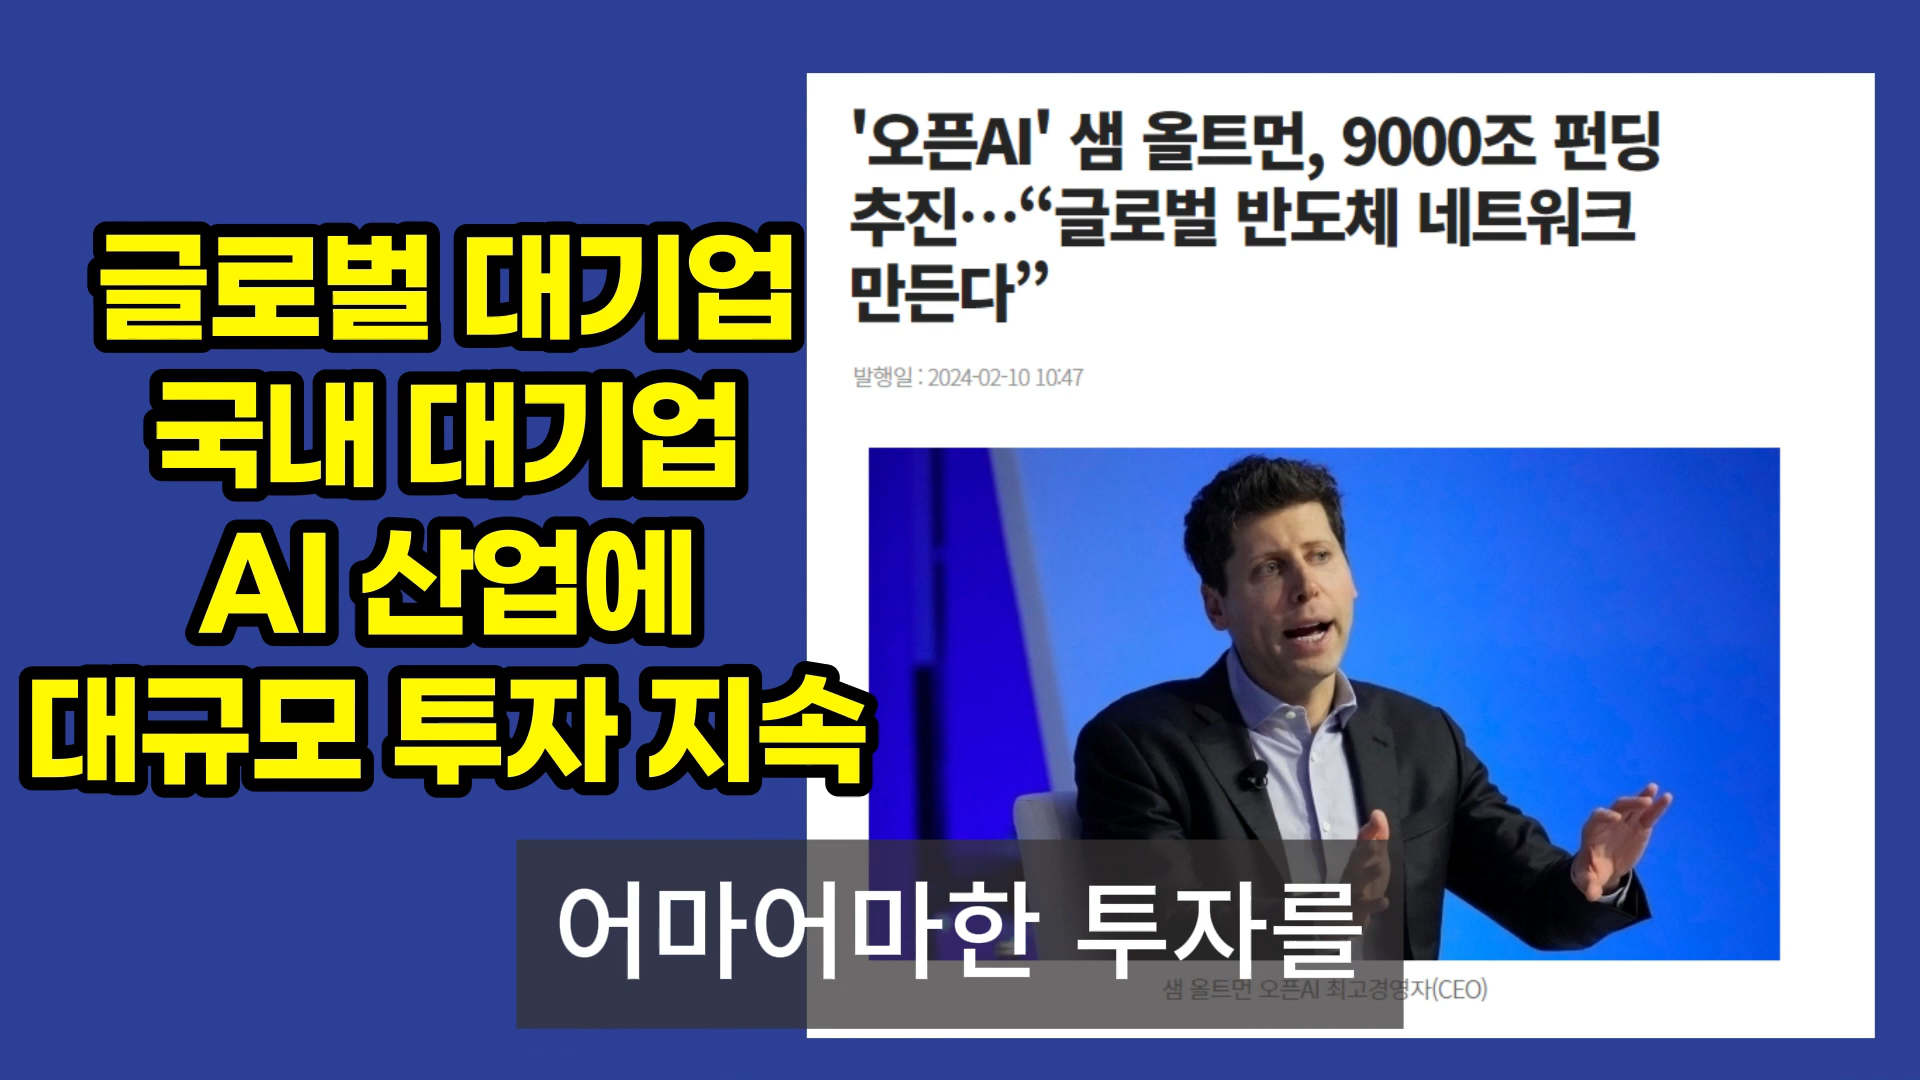 글로벌 대기업
국내 대기업
AI 산업에
대규모 투자 지속
'오픈AI' 샘 올트먼, 9000조 펀딩
추진…“글로벌 반도체 네트워크
만든다”
발행일 : 2024-02-10 10:47
어마어마한 투자를
샘 올트먼 오픈AI 최고경영자(CEO)